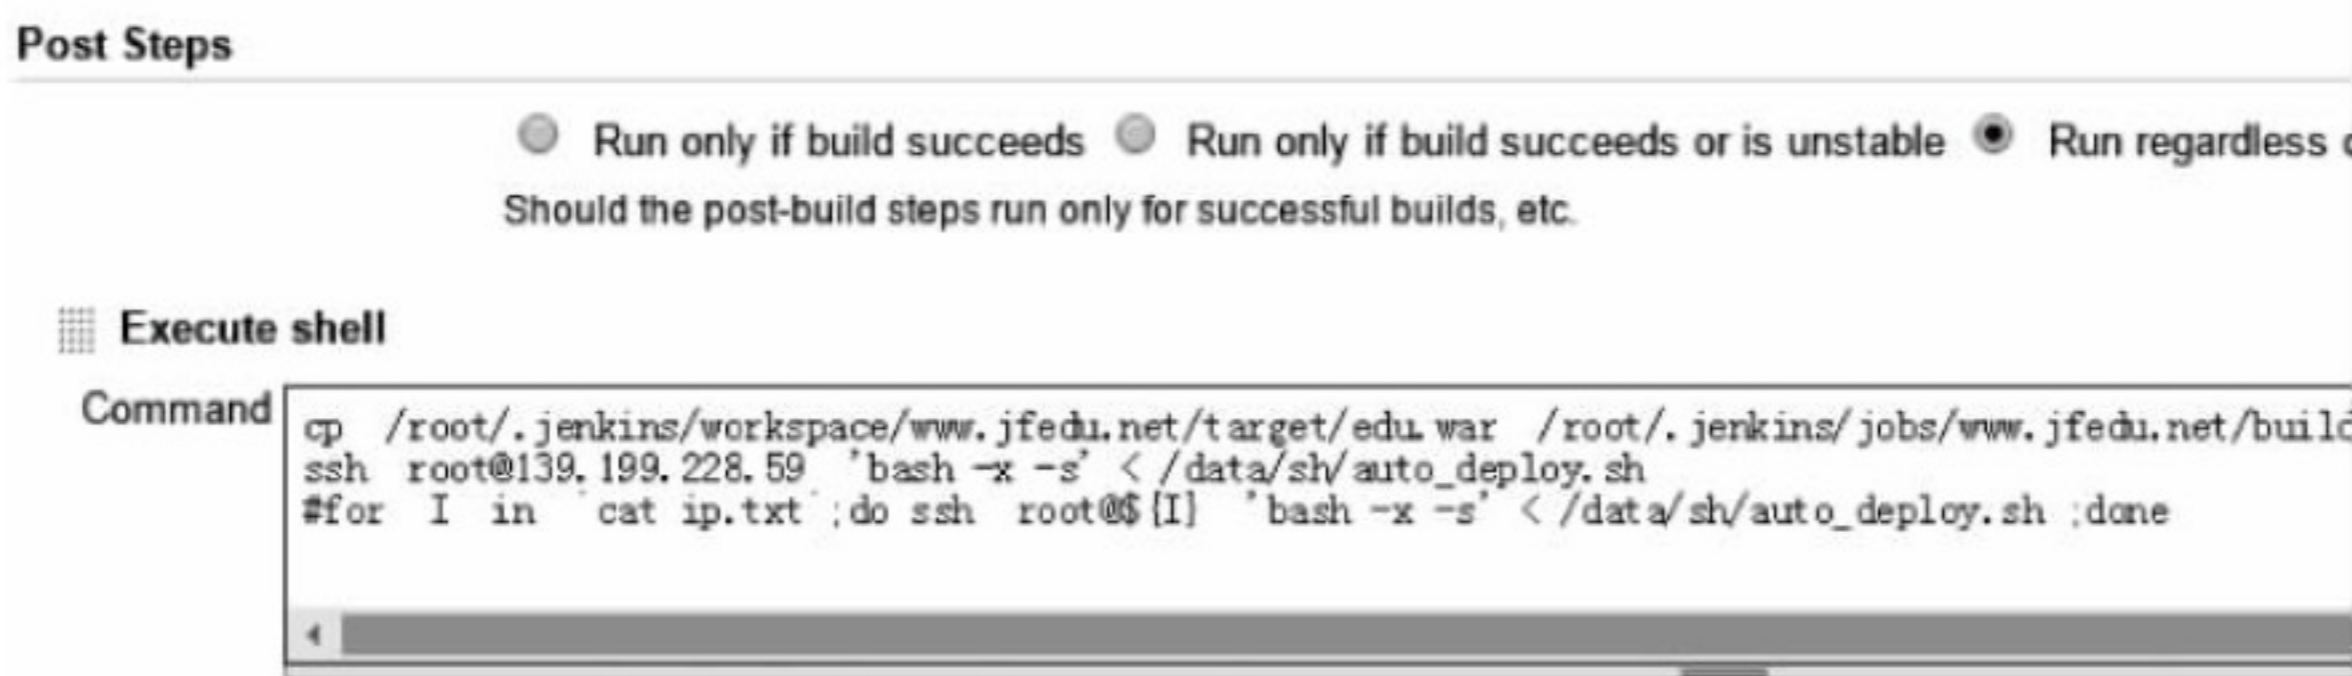 Post Steps
Run only if build succeeds Run only if build succeeds or is unstable Run regardless
Should the post-build steps run only for successful builds, etc.
Execute shell
Command
cp /root/.jenkins/workspace/www.jfedu.net/target/edu.war /root/.jenkins/jobs/www.jfedu.net/build
ssh root@139.199.228.59 'bash -x -s' < /data/sh/auto_deploy.sh
#for I in `cat ip.txt`;do ssh root@${I} 'bash -x -s' < /data/sh/auto_deploy.sh ;done